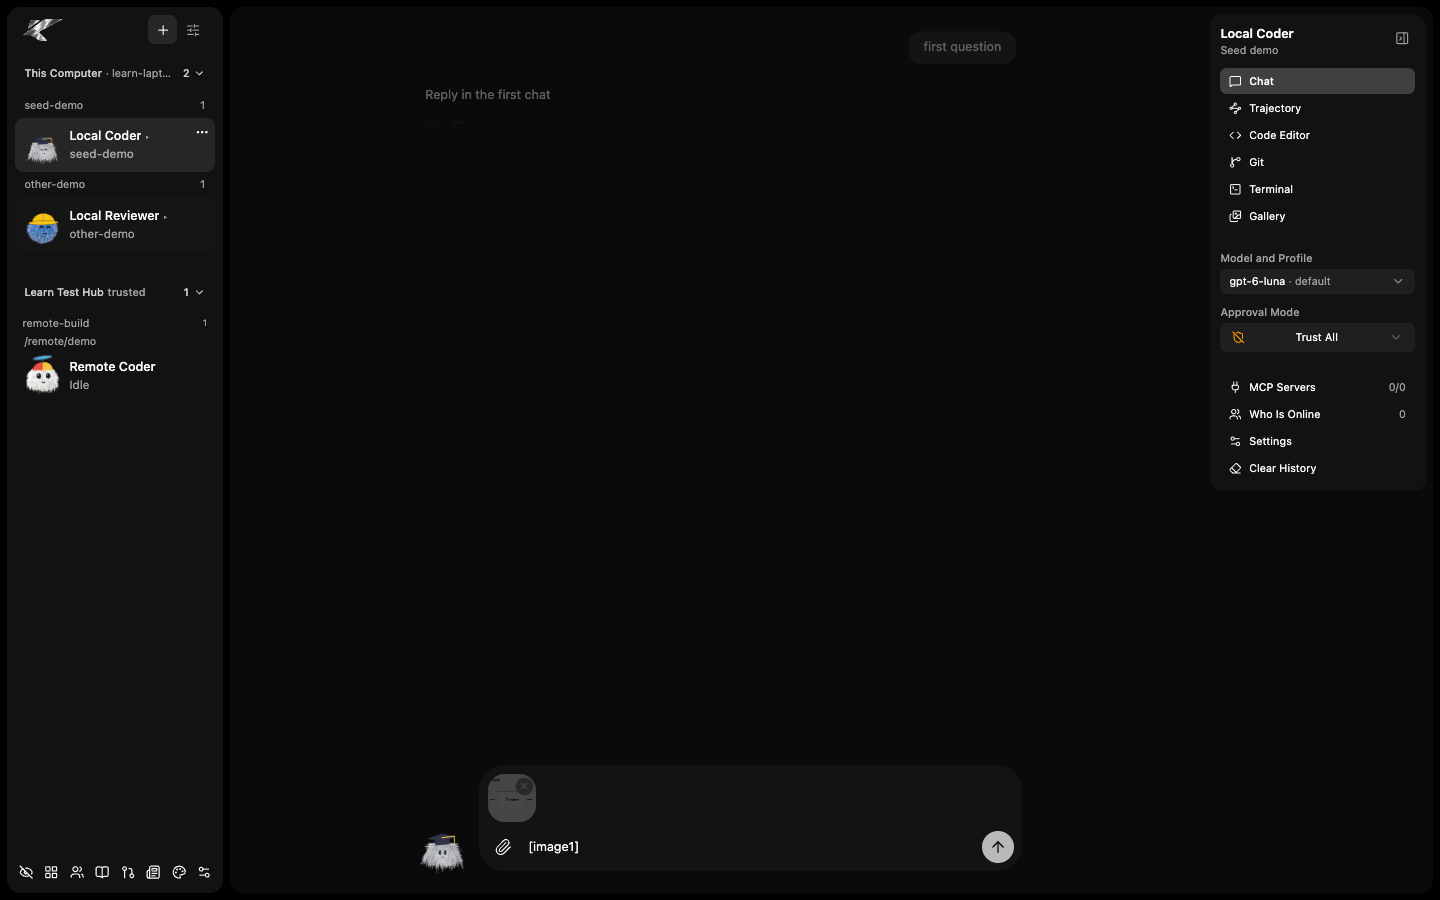 This Computer · learn-lapt... 2
seed-demo 1
Local Coder
seed-demo
other-demo 1
Local Reviewer
other-demo
Learn Test Hub trusted 1
remote-build 1
/remote/demo
Remote Coder
Idle
first question
Reply in the first chat
[image1]
Local Coder
Seed demo
Chat
Trajectory
Code Editor
Git
Terminal
Gallery
Model and Profile
gpt-6-luna · default
Approval Mode
Trust All
MCP Servers 0/0
Who Is Online 0
Settings
Clear History